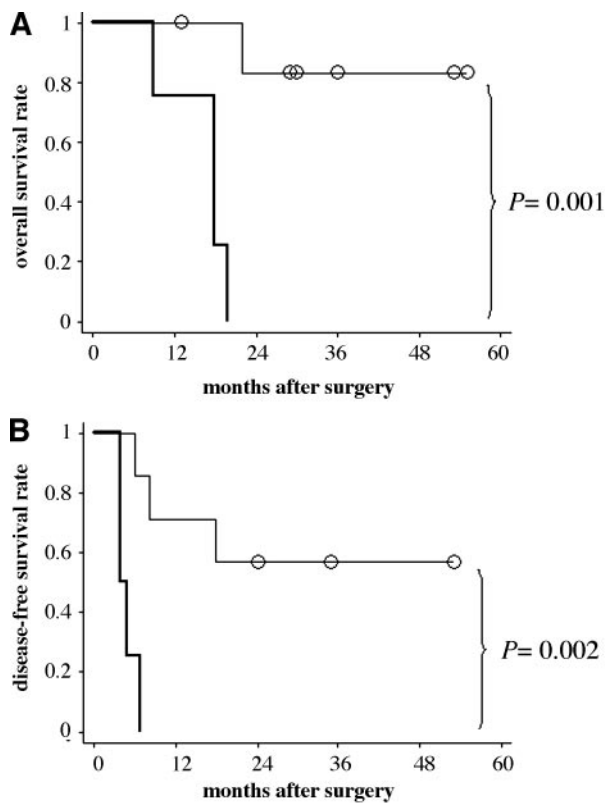 A
overall survival rate
1
0.8
0.6
0.4
0.2
0
P= 0.001
0 12 24 36 48 60
months after surgery
B
disease-free survival rate
1
0.8
0.6
0.4
0.2
0
P= 0.002
0 12 24 36 48 60
months after surgery